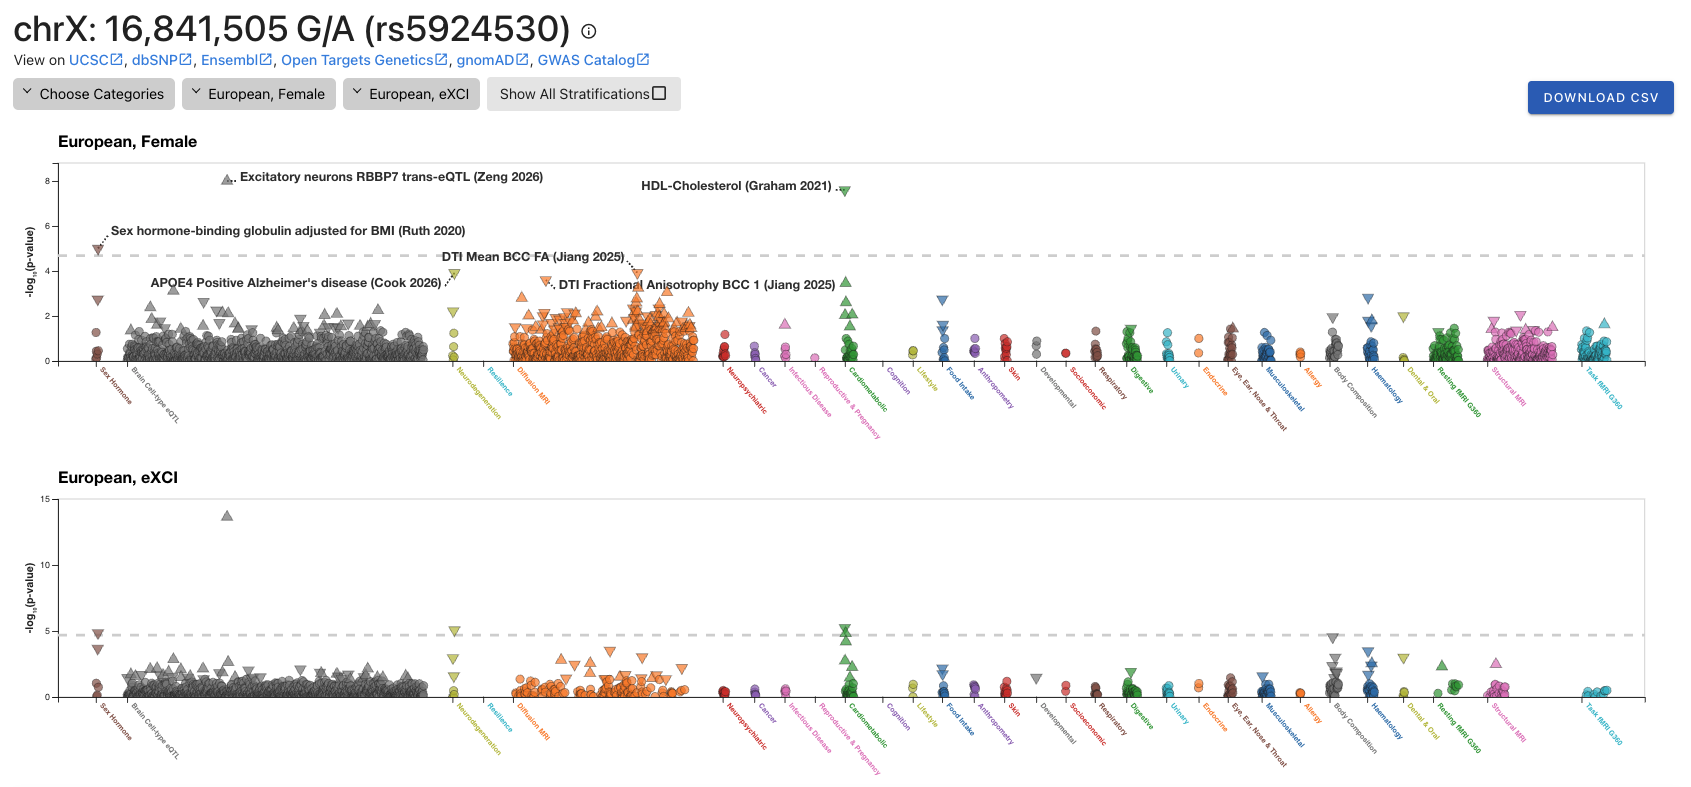 chrX: 16,841,505 G/A (rs5924530)
View on UCSC, dbSNP, Ensembl, Open Targets Genetics, gnomAD, GWAS Catalog
Choose Categories European, Female European, eXCI Show All Stratifications DOWNLOAD CSV
European, Female
-log10(p-value)
8
6
4
2
0
Excitatory neurons RBBP7 trans-eQTL (Zeng 2026)
HDL-Cholesterol (Graham 2021)
Sex hormone-binding globulin adjusted for BMI (Ruth 2020)
DTI Mean BCC FA (Jiang 2025)
APOE4 Positive Alzheimer's disease (Cook 2026)
DTI Fractional Anisotrophy BCC 1 (Jiang 2025)
Sex Hormone
Brain Cell-type eQTL
Neurodegeneration
Resilience
Diffusion MRI
Neuropsychiatric
Cancer
Infectious Disease
Reproductive & Pregnancy
Cardiometabolic
Cognition
Lifestyle
Food Intake
Anthropometry
Skin
Developmental
Socioeconomic
Respiratory
Digestive
Urinary
Endocrine
Eye, Ear, Nose & Throat
Musculoskeletal
Allergy
Body Composition
Haematology
Dental & Oral
Resting fMRI G360
Structural MRI
Task fMRI G360
European, eXCI
-log10(p-value)
15
10
5
0
Sex Hormone
Brain Cell-type eQTL
Neurodegeneration
Resilience
Diffusion MRI
Neuropsychiatric
Cancer
Infectious Disease
Reproductive & Pregnancy
Cardiometabolic
Cognition
Lifestyle
Food Intake
Anthropometry
Skin
Developmental
Socioeconomic
Respiratory
Digestive
Urinary
Endocrine
Eye, Ear, Nose & Throat
Musculoskeletal
Allergy
Body Composition
Haematology
Dental & Oral
Resting fMRI G360
Structural MRI
Task fMRI G360